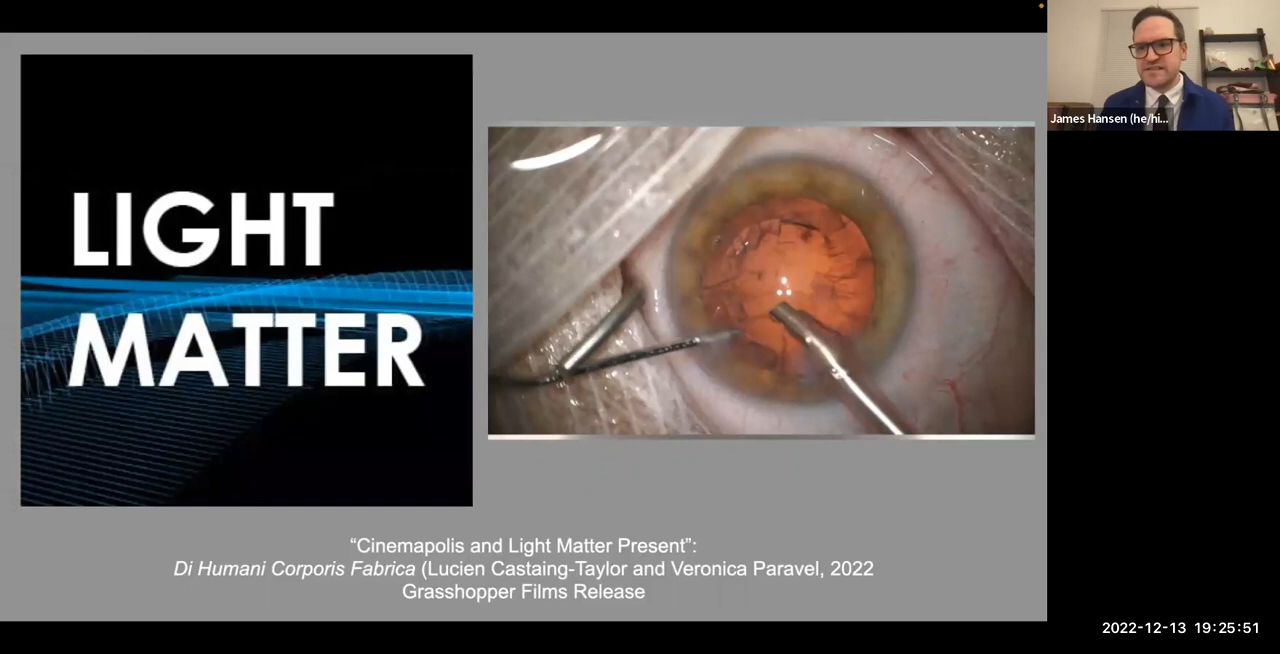 LIGHT
MATTER
James Hansen (he/hi...
“Cinemapolis and Light Matter Present”:
Di Humani Corporis Fabrica (Lucien Castaing-Taylor and Veronica Paravel, 2022
Grasshopper Films Release
2022-12-13 19:25:51